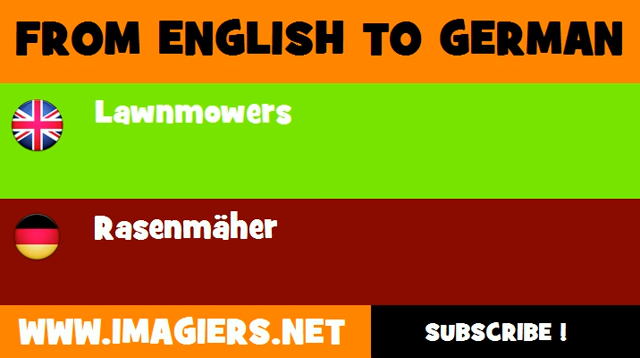 FROM ENGLISH TO GERMAN
Lawnmowers
Rasenmäher
WWW.IMAGIERS.NET
SUBSCRIBE !